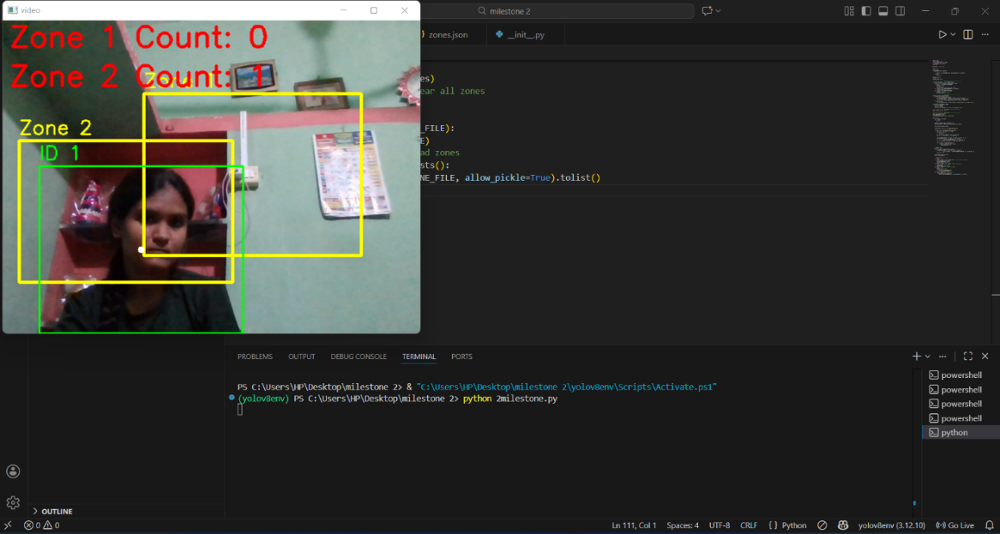 video
milestone 2
zones.json
__init__.py
Zone 1 Count: 0
Zone 2 Count: 1
Zone 2
ID 1
es)
ear all zones
_FILE):
E)
ad zones
sts():
NE_FILE, allow_pickle=True).tolist()
PROBLEMS OUTPUT DEBUG CONSOLE TERMINAL PORTS
PS C:\Users\HP\Desktop\milestone 2> & "C:\Users\HP\Desktop\milestone 2\yolov8env\Scripts\Activate.ps1"
(yolov8env) PS C:\Users\HP\Desktop\milestone 2> python 2milestone.py
powershell
powershell
powershell
powershell
python
OUTLINE
0 0 Ln 111, Col 1 Spaces: 4 UTF-8 CRLF {} Python yolov8env (3.12.10) Go Live